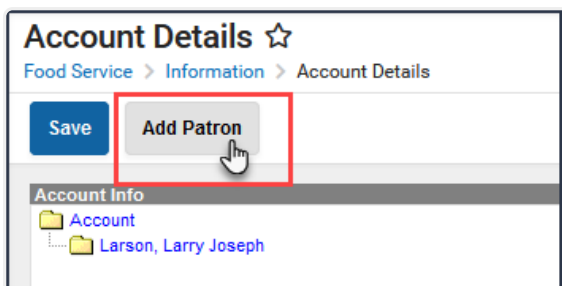 Account Details ☆
Food Service > Information > Account Details
Save Add Patron
Account Info
Account
Larson, Larry Joseph